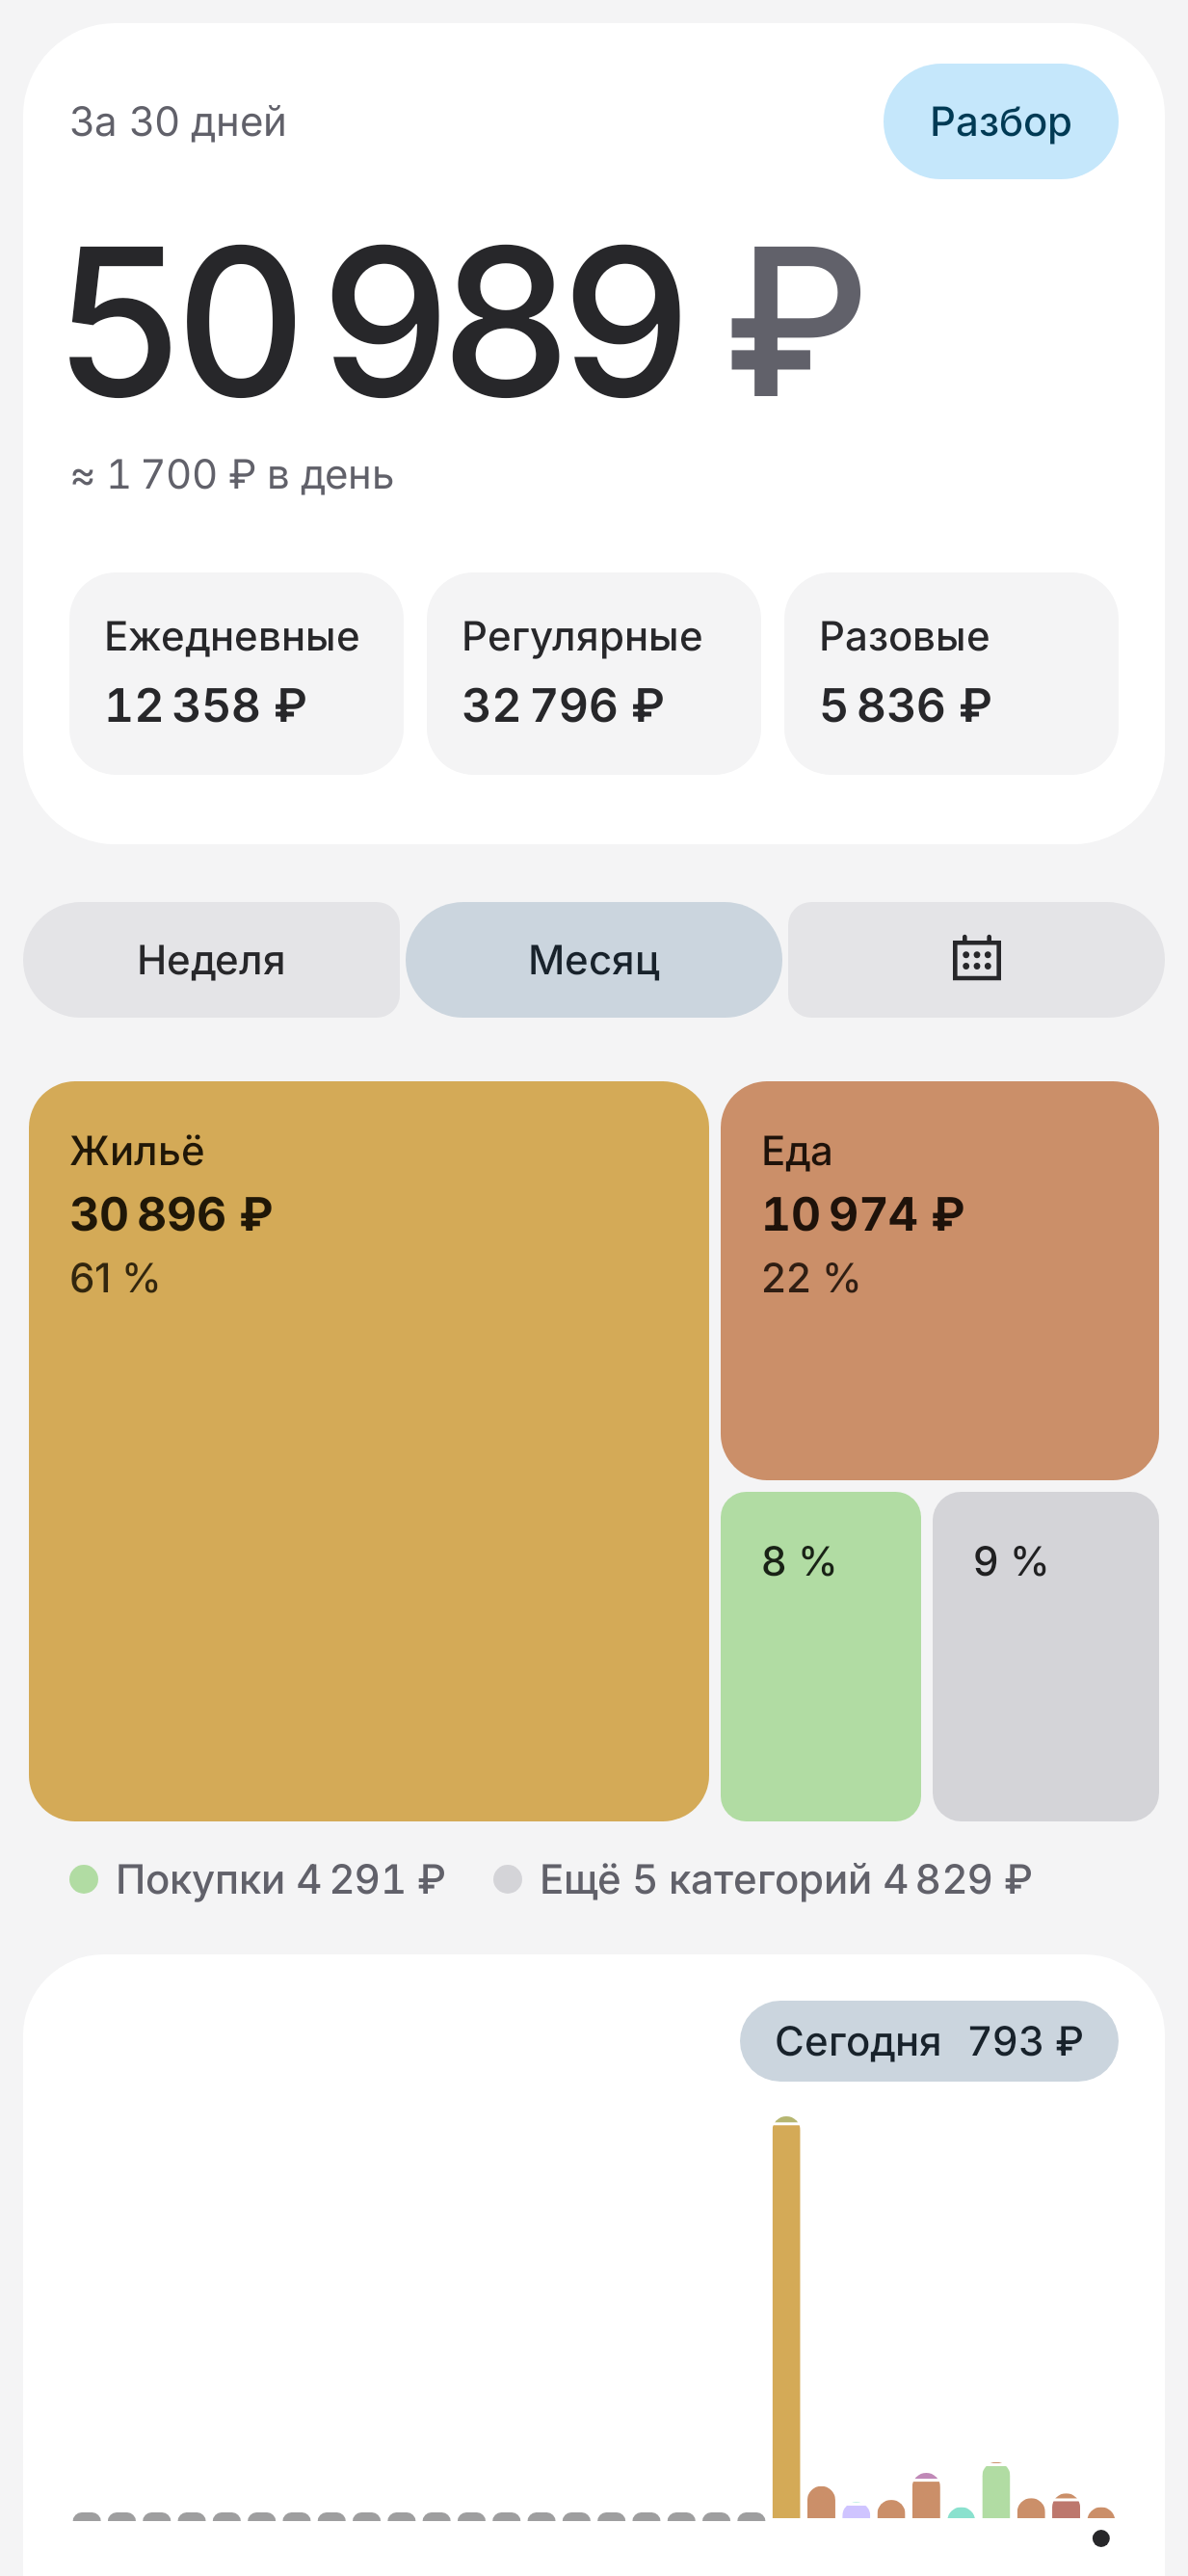 За 30 дней
Разбор
50 989 ₽
≈ 1 700 ₽ в день
Ежедневные
12 358 ₽
Регулярные
32 796 ₽
Разовые
5 836 ₽
Неделя
Месяц
Жильё
30 896 ₽
61 %
Еда
10 974 ₽
22 %
8 %
9 %
Покупки 4 291 ₽
Ещё 5 категорий 4 829 ₽
Сегодня 793 ₽